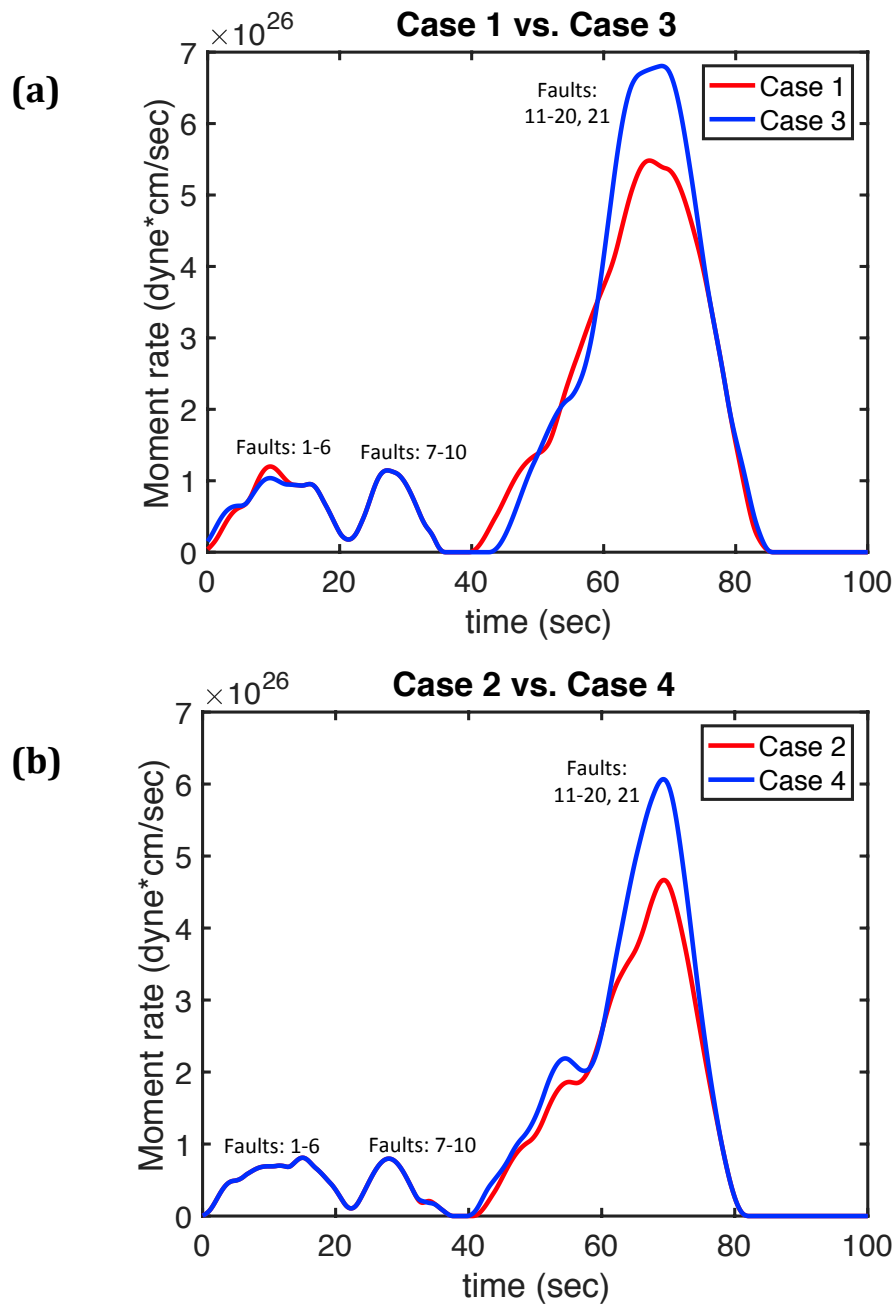 (a)
×10^26
Case 1 vs. Case 3
7
6
5
4
3
2
1
0
Moment rate (dyne*cm/sec)
Faults:
11-20, 21
Case 1
Case 3
Faults: 1-6
Faults: 7-10
0 20 40 60 80 100
time (sec)
(b)
×10^26
Case 2 vs. Case 4
7
6
5
4
3
2
1
0
Moment rate (dyne*cm/sec)
Faults:
11-20, 21
Case 2
Case 4
Faults: 1-6
Faults: 7-10
0 20 40 60 80 100
time (sec)